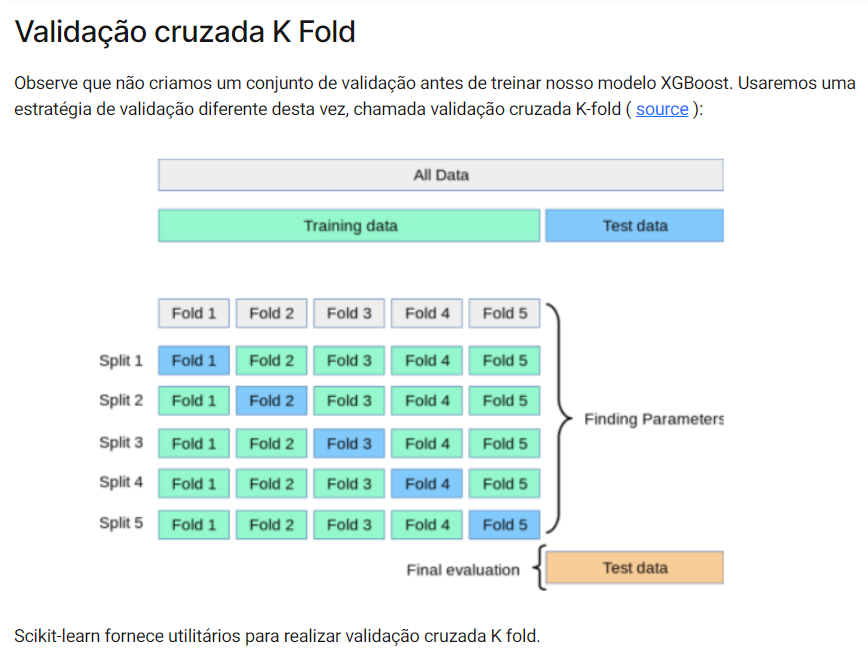 Validação cruzada K Fold
Observe que não criamos um conjunto de validação antes de treinar nosso modelo XGBoost. Usaremos uma
estratégia de validação diferente desta vez, chamada validação cruzada K-fold ( source ):
All Data
Training data Test data
Fold 1 Fold 2 Fold 3 Fold 4 Fold 5
Split 1 Fold 1 Fold 2 Fold 3 Fold 4 Fold 5
Split 2 Fold 1 Fold 2 Fold 3 Fold 4 Fold 5
Finding Parameters
Split 3 Fold 1 Fold 2 Fold 3 Fold 4 Fold 5
Split 4 Fold 1 Fold 2 Fold 3 Fold 4 Fold 5
Split 5 Fold 1 Fold 2 Fold 3 Fold 4 Fold 5
Final evaluation Test data
Scikit-learn fornece utilitários para realizar validação cruzada K fold.